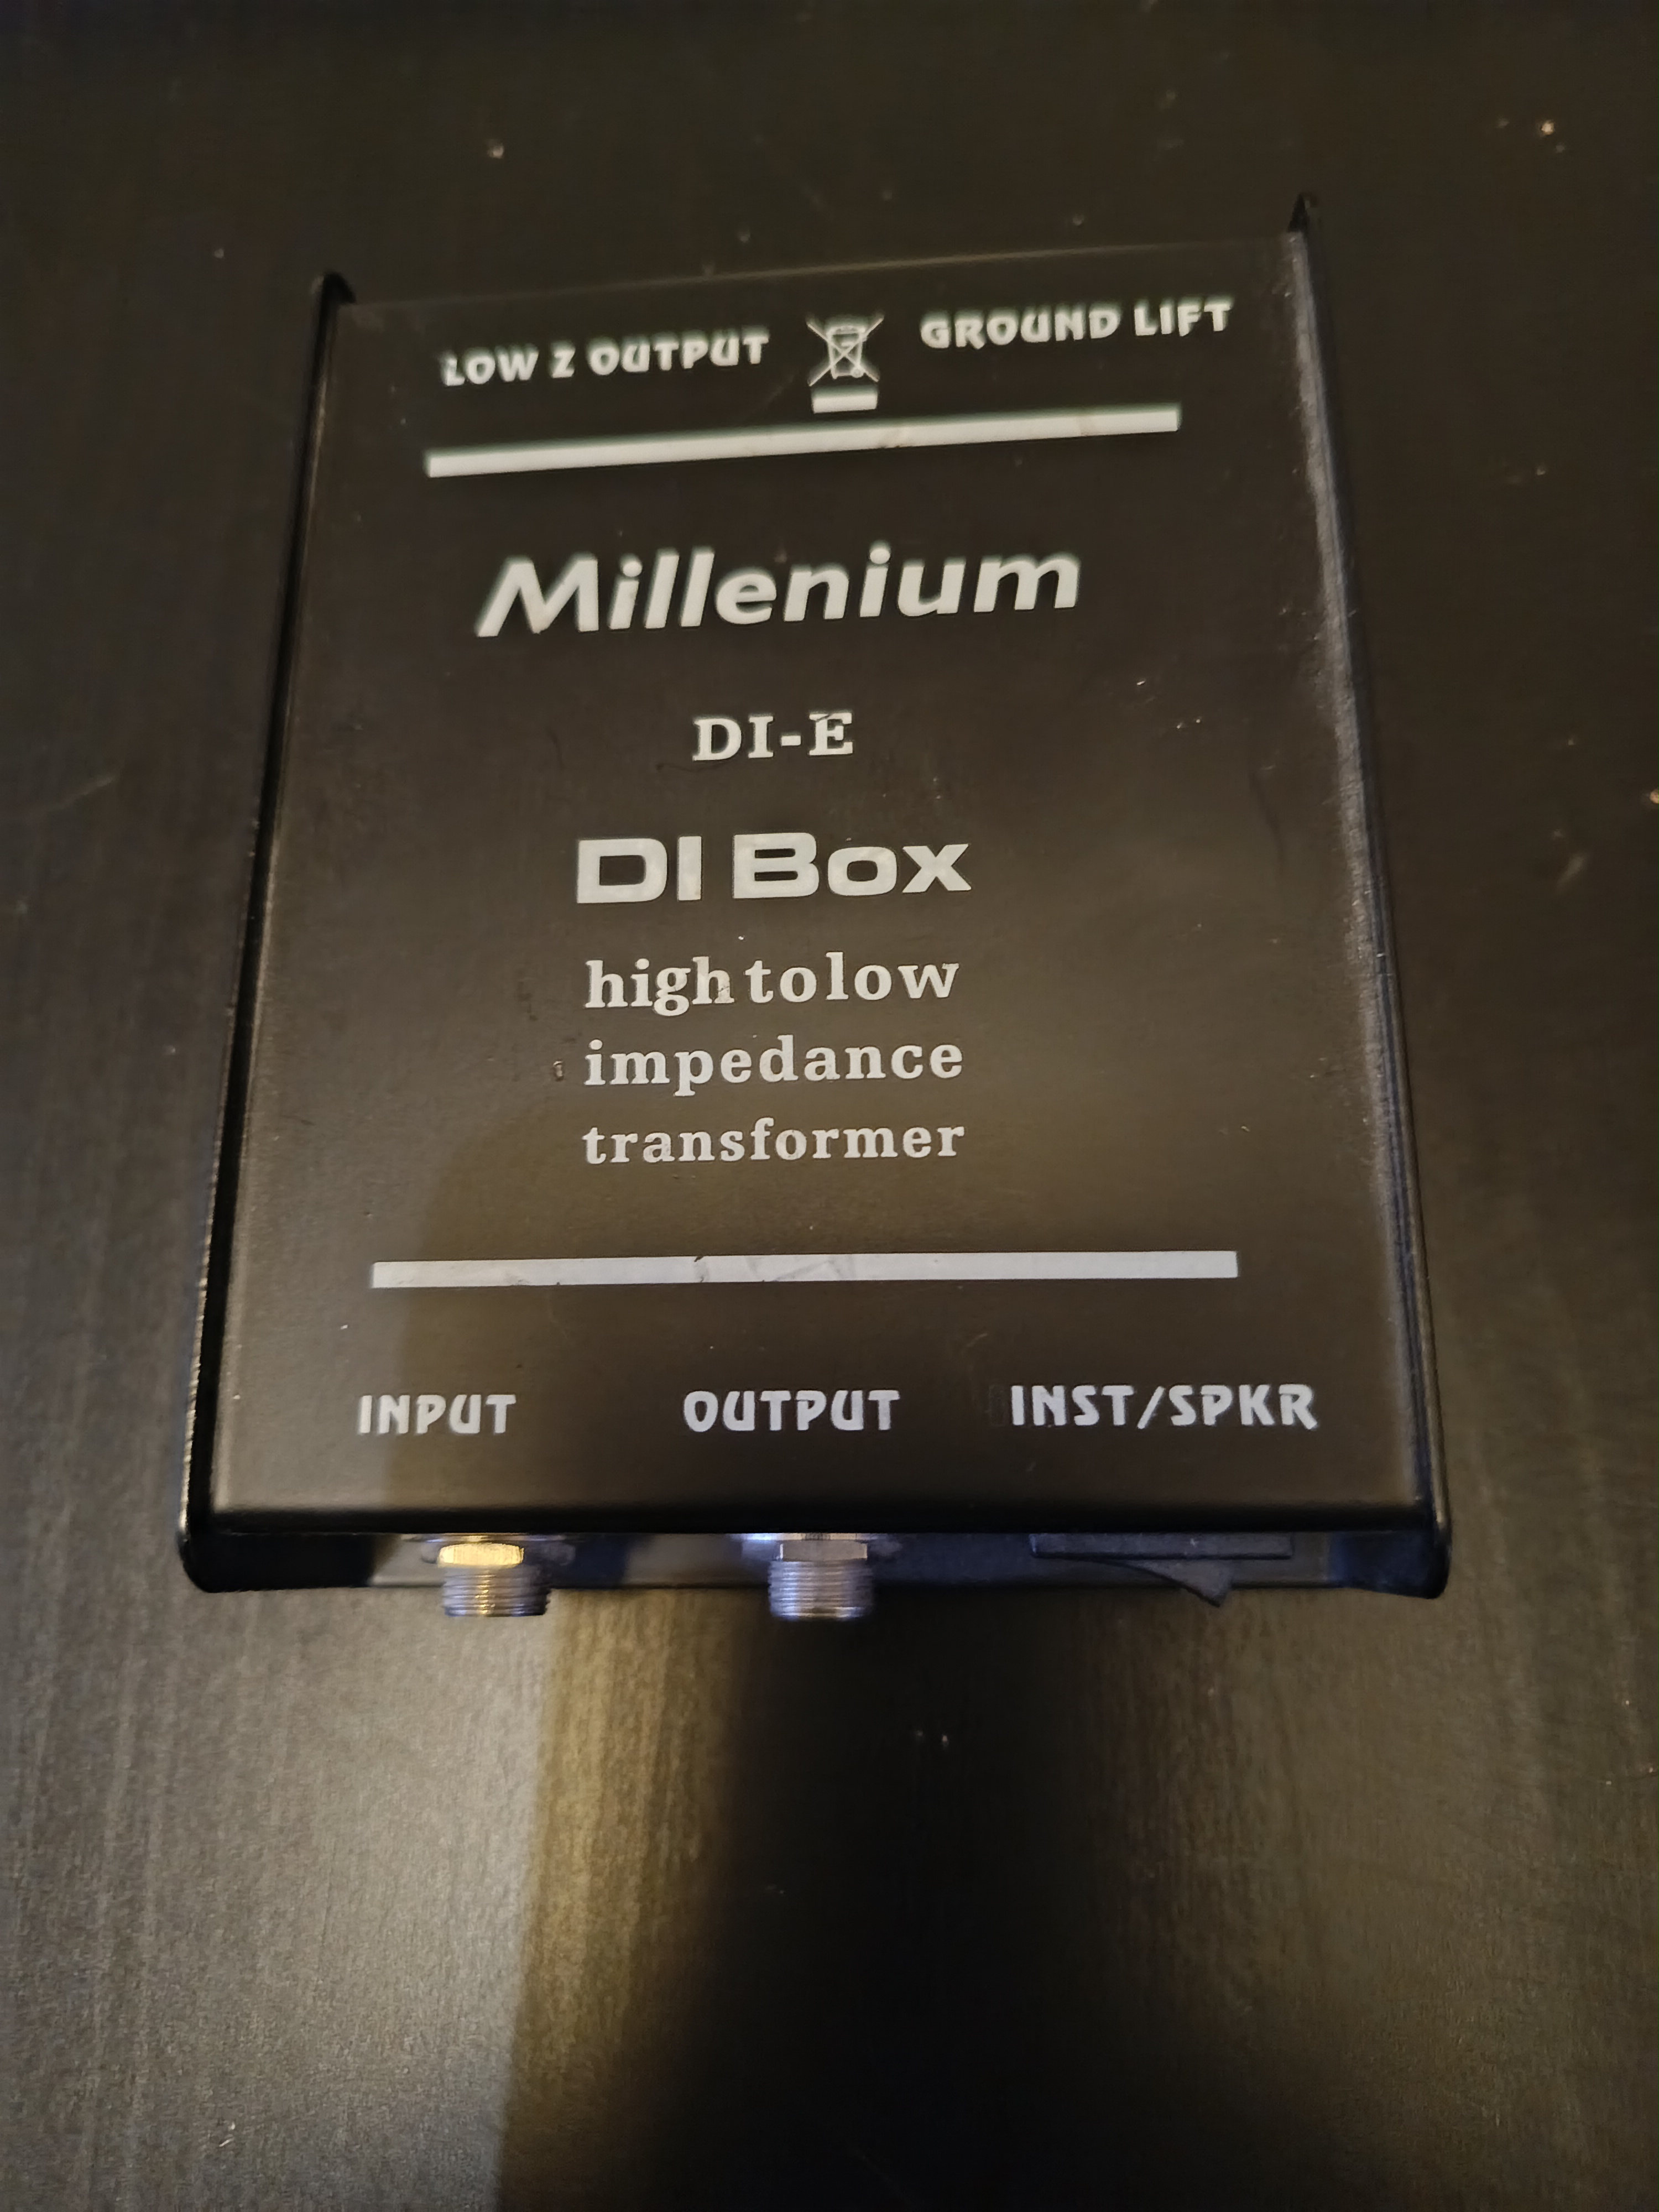 LOW Z OUTPUT GROUND LIFT
Millenium
DI-E
DI Box
high to low
impedance
transformer
INPUT OUTPUT INST/SPKR